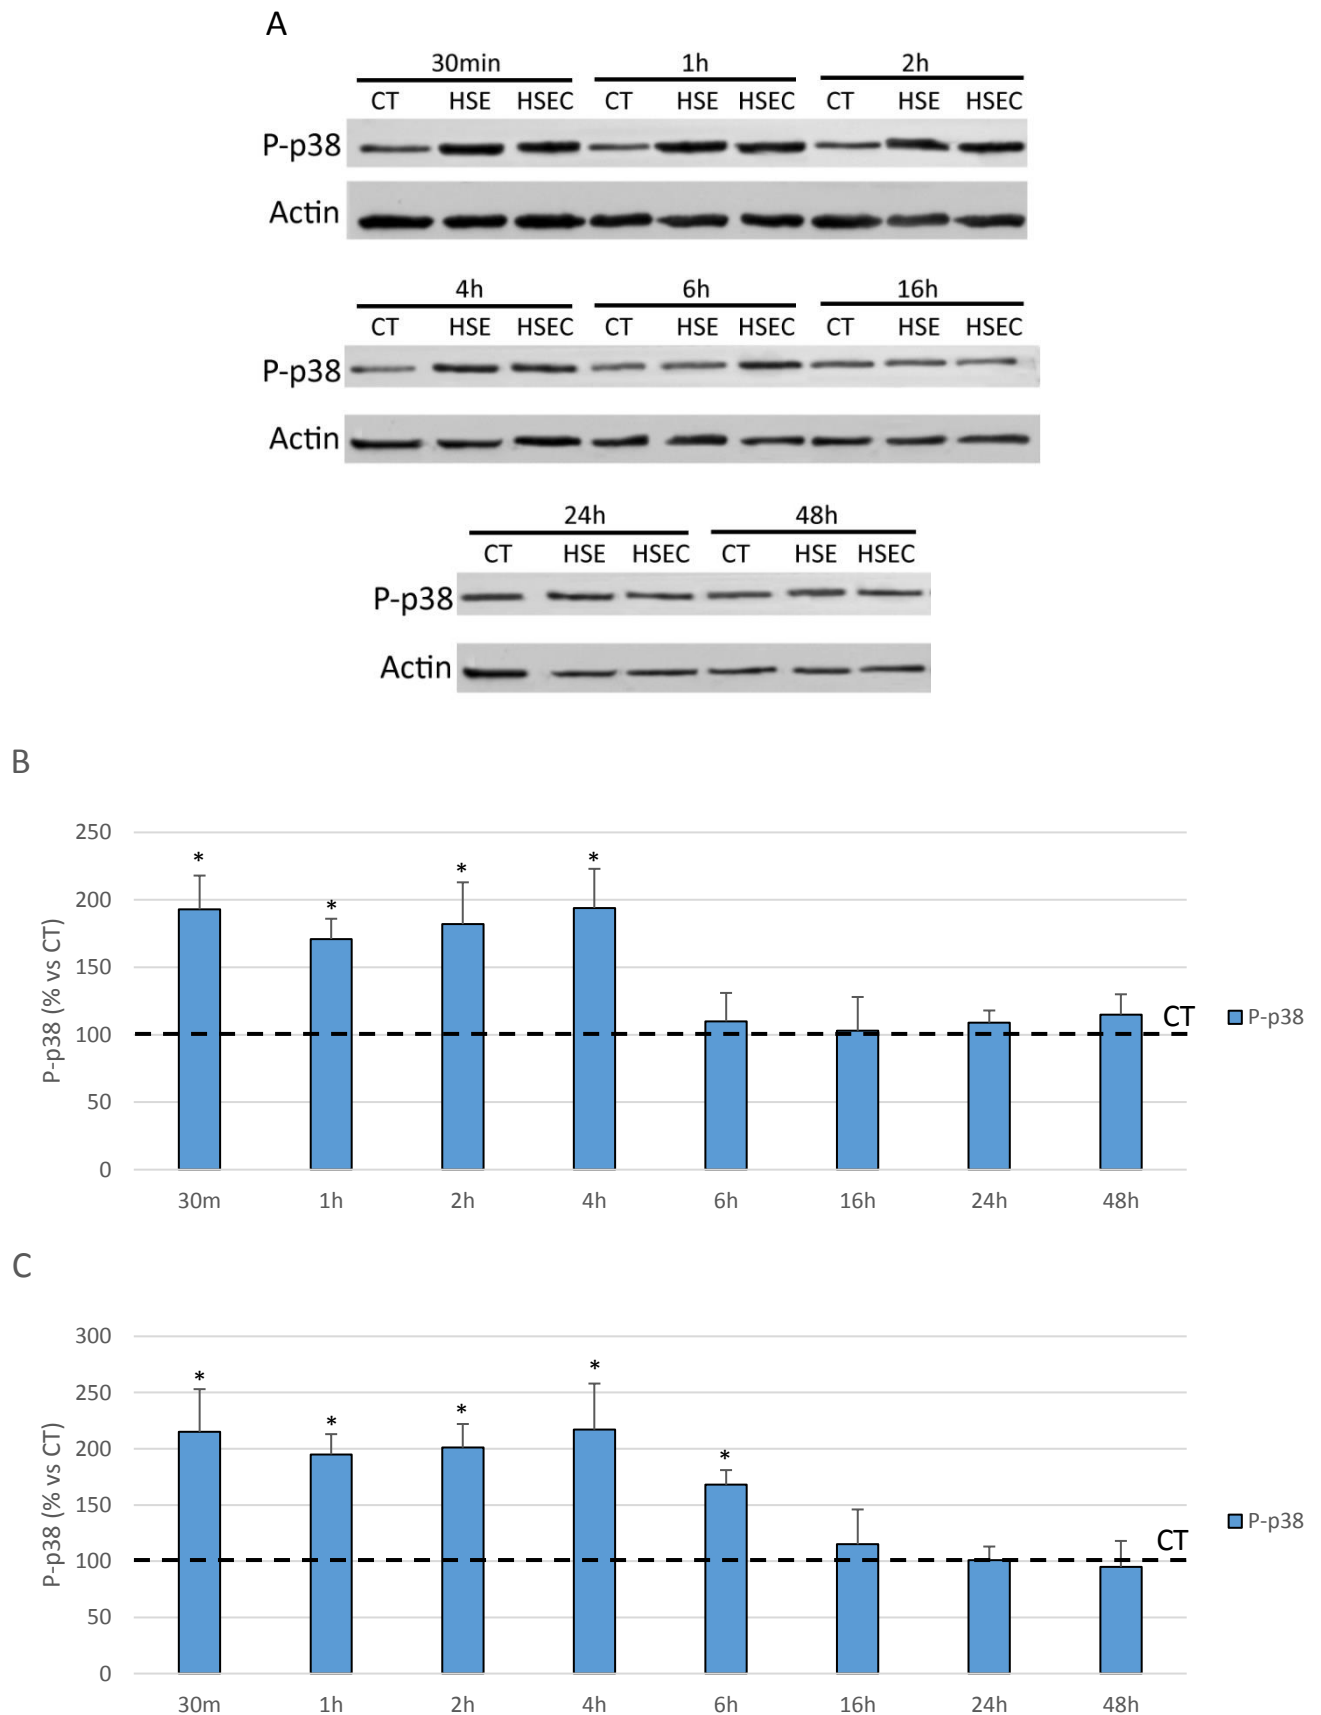 A
30min 1h 2h
CT HSE HSEC CT HSE HSEC CT HSE HSEC
P-p38
Actin
4h 6h 16h
CT HSE HSEC CT HSE HSEC CT HSE HSEC
P-p38
Actin
24h 48h
CT HSE HSEC CT HSE HSEC
P-p38
Actin
B
P-p38 (% vs CT)
250
200
150
100
50
0
* * * *
CT
P-p38
30m 1h 2h 4h 6h 16h 24h 48h
C
P-p38 (% vs CT)
300
250
200
150
100
50
0
* * * * *
CT
P-p38
30m 1h 2h 4h 6h 16h 24h 48h